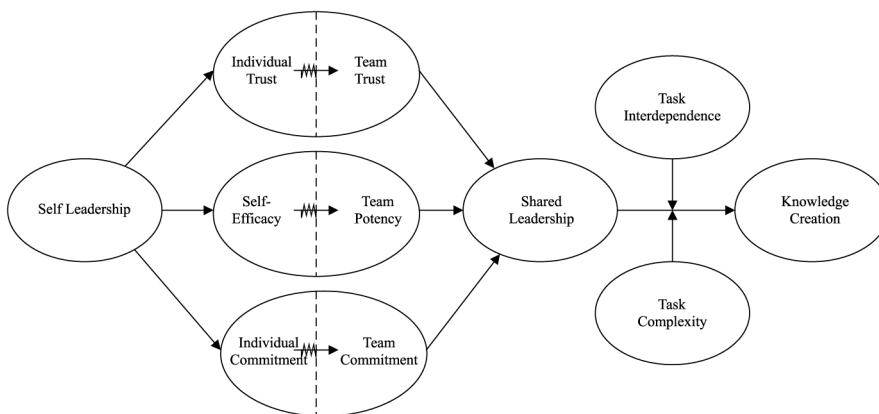 Individual
Trust
Team
Trust
Task
Interdependence
Self Leadership
Self-
Efficacy
Team
Potency
Shared
Leadership
Knowledge
Creation
Individual
Commitment
Team
Commitment
Task
Complexity